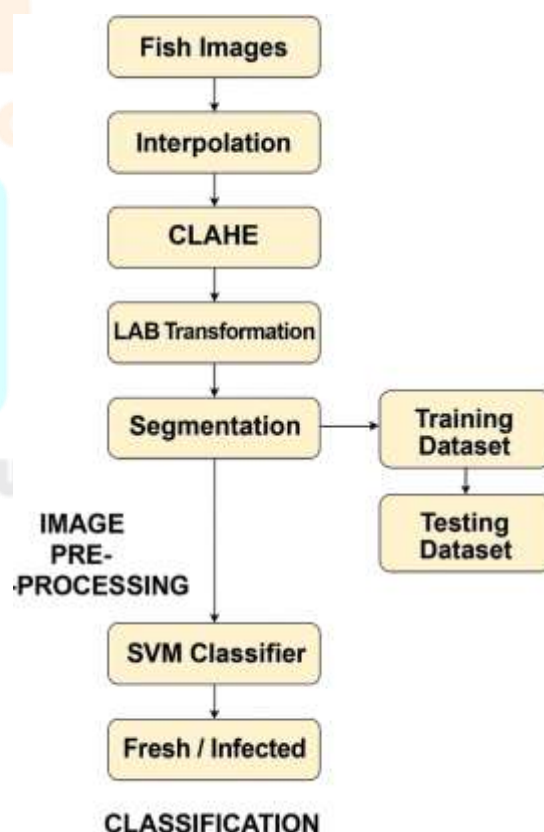 Fish Images
Interpolation
CLAHE
LAB Transformation
Segmentation
Training
Dataset
Testing
Dataset
IMAGE
PRE-
-PROCESSING
SVM Classifier
Fresh / Infected
CLASSIFICATION